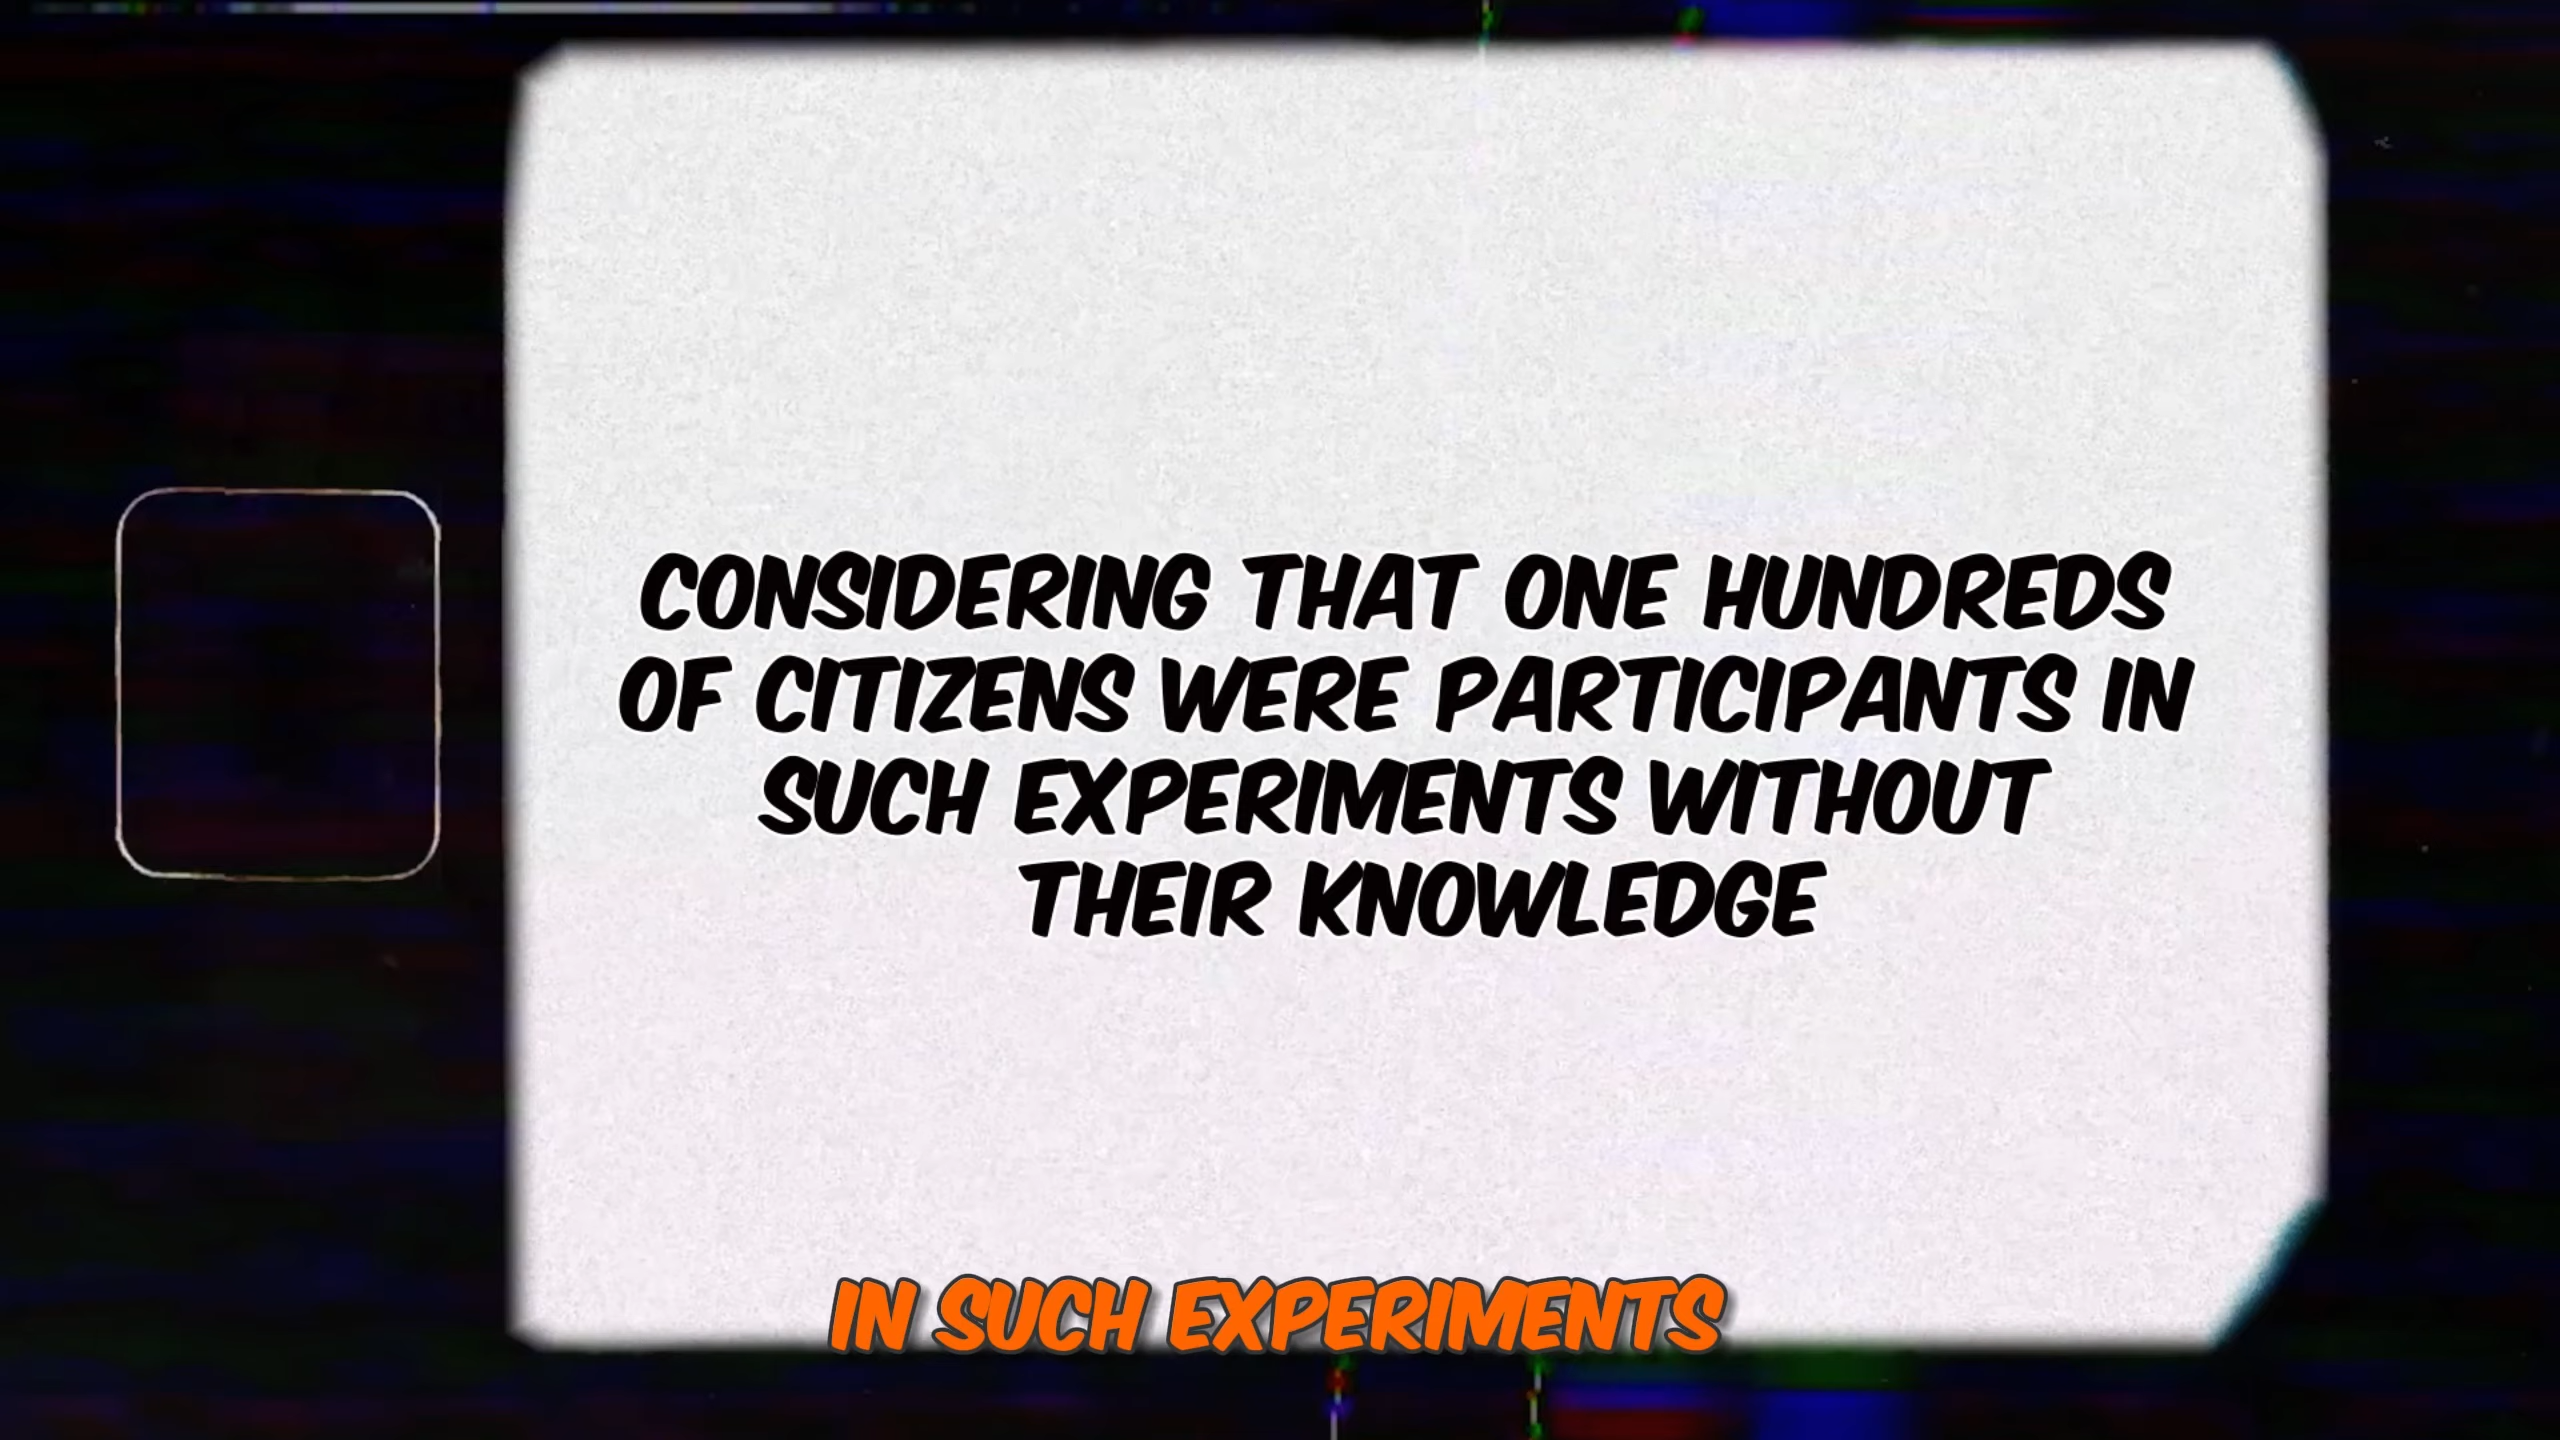 CONSIDERING THAT ONE HUNDREDS
OF CITIZENS WERE PARTICIPANTS IN
SUCH EXPERIMENTS WITHOUT
THEIR KNOWLEDGE
IN SUCH EXPERIMENTS